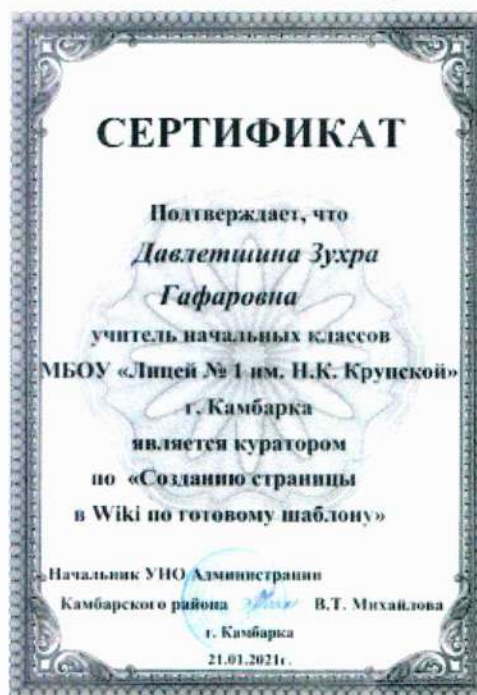 СЕРТИФИКАТ
Подтверждает, что
Давлетшина Зухра
Гафаровна
учитель начальных классов
МБОУ «Лицей № 1 им. Н.К. Крупской»
г. Камбарка
является куратором
по «Созданию страницы
в Wiki по готовому шаблону»
Начальник УНО Администрации
Камбарского района В.Т. Михайлова
г. Камбарка
21.01.2021г.